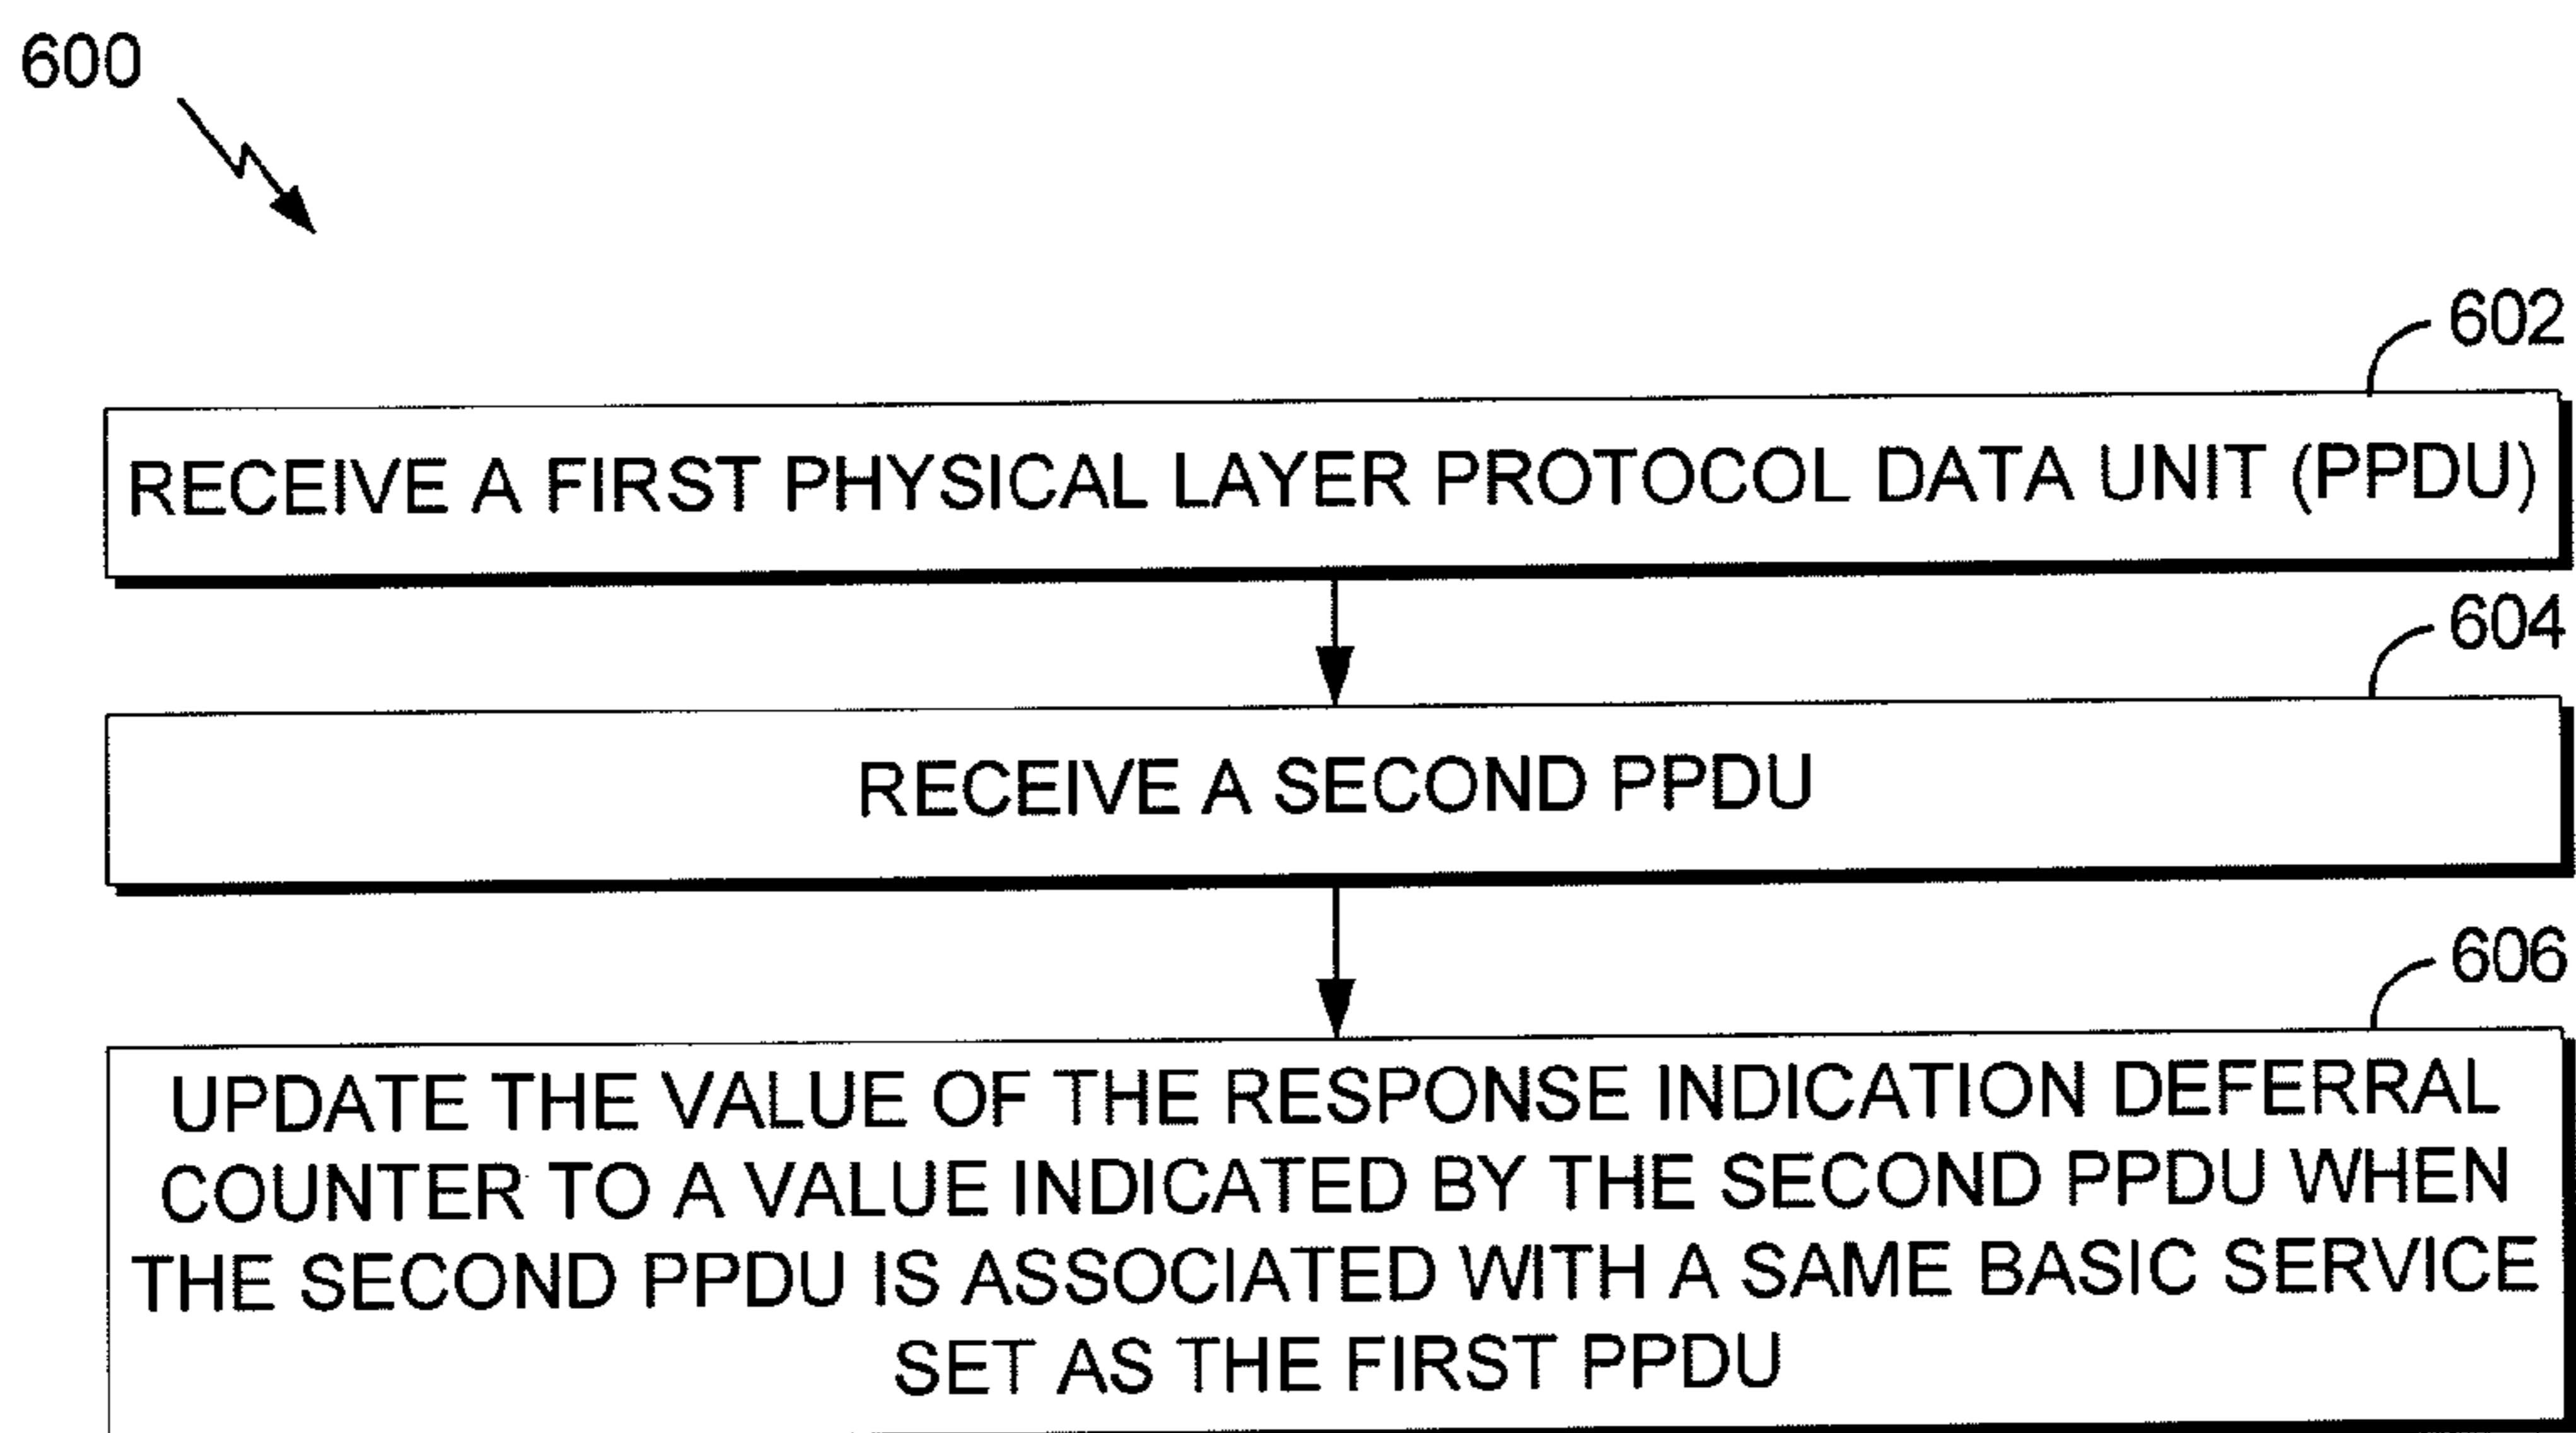 600
602
RECEIVE A FIRST PHYSICAL LAYER PROTOCOL DATA UNIT (PPDU)
604
RECEIVE A SECOND PPDU
606
UPDATE THE VALUE OF THE RESPONSE INDICATION DEFERRAL
COUNTER TO A VALUE INDICATED BY THE SECOND PPDU WHEN
THE SECOND PPDU IS ASSOCIATED WITH A SAME BASIC SERVICE
SET AS THE FIRST PPDU